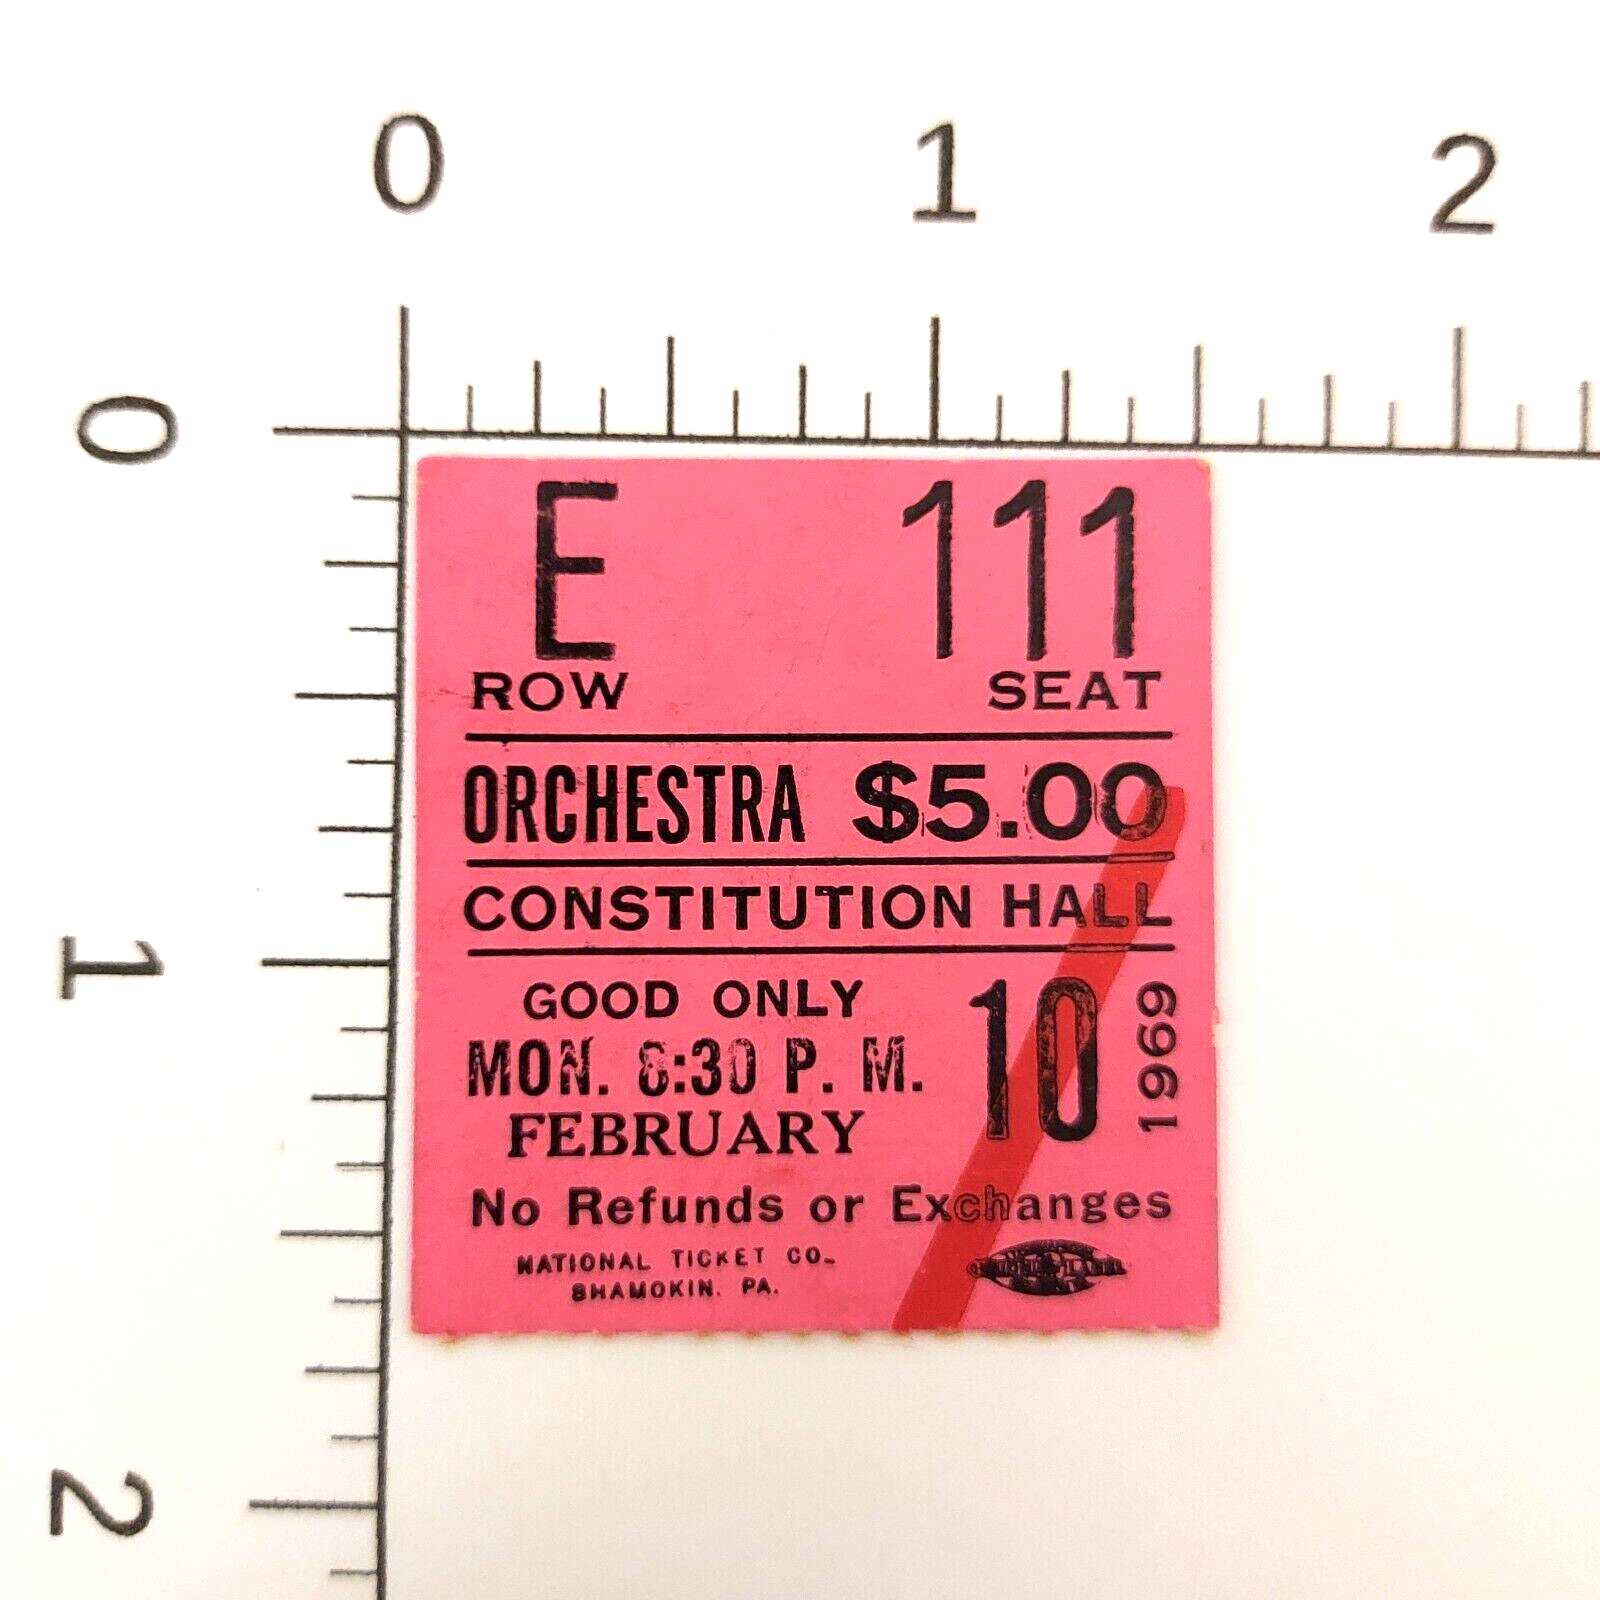 0 1 2
0
E 111
ROW SEAT
ORCHESTRA $5.00
CONSTITUTION HALL
1
GOOD ONLY
MON. 8:30 P. M.
FEBRUARY
10
1969
No Refunds or Exchanges
NATIONAL TICKET CO.
SHAMOKIN, PA.
2